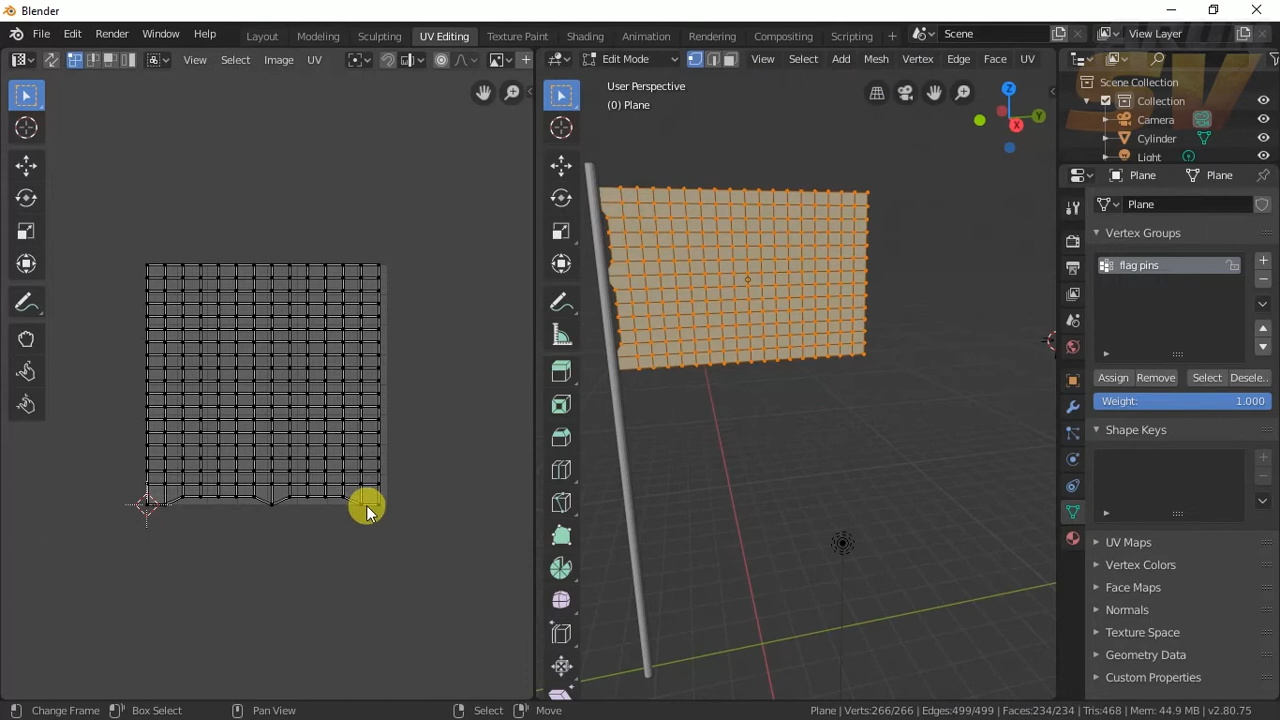 Blender
File Edit Render Window Help Layout Modeling Sculpting UV Editing Texture Paint Shading Animation Rendering Compositing Scripting Scene View Layer
View Select Image UV Edit Mode View Select Add Mesh Vertex Edge Face UV
User Perspective
(0) Plane
Z
Y
X
Scene Collection
Collection
Camera
Cylinder
Light
Plane Plane
Plane
Vertex Groups
flag pins
Assign Remove Select Desele..
Weight: 1.000
Shape Keys
UV Maps
Vertex Colors
Face Maps
Normals
Texture Space
Geometry Data
Custom Properties
Change Frame Box Select Pan View Select Move Plane | Verts:266/266 | Edges:499/499 | Faces:234/234 | Tris:468 | Mem: 44.9 MB | v2.80.75